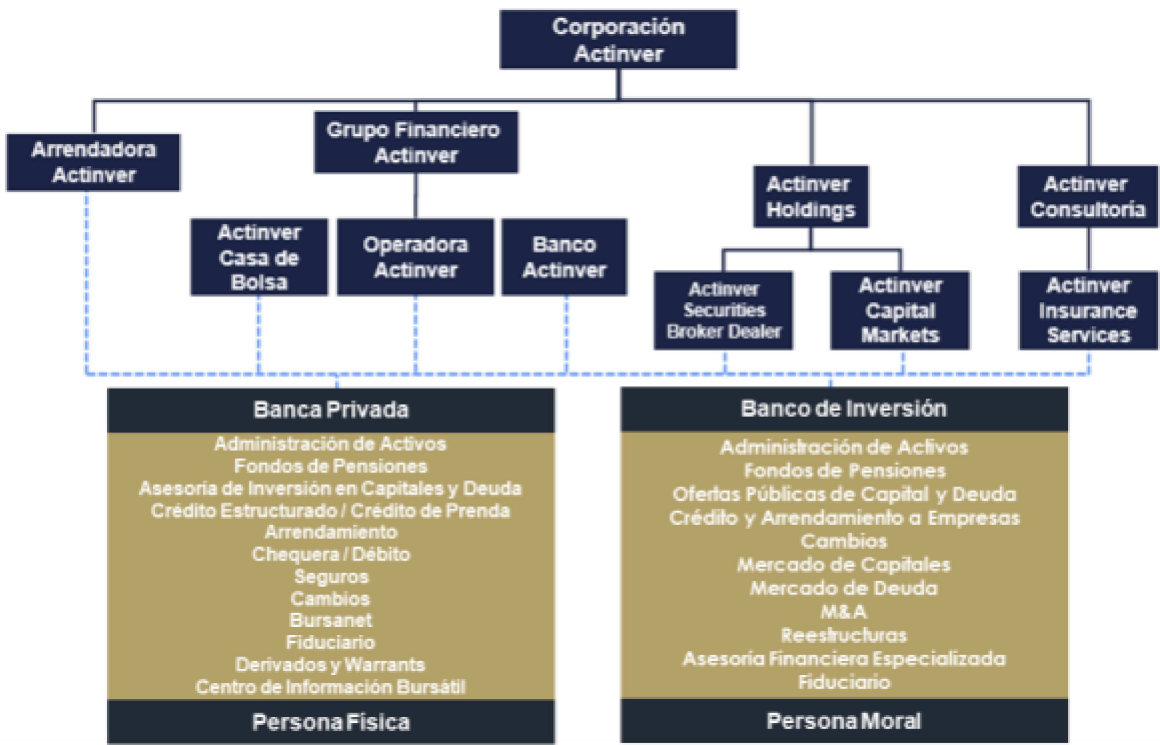 Corporación
Actinver
Arrendadora
Actinver
Grupo Financiero
Actinver
Actinver
Holdings
Actinver
Consultoría
Actinver
Casa de
Bolsa
Operadora
Actinver
Banco
Actinver
Actinver
Securities
Broker Dealer
Actinver
Capital
Markets
Actinver
Insurance
Services
Banca Privada
Administración de Activos
Fondos de Pensiones
Asesoría de Inversión en Capitales y Deuda
Crédito Estructurado / Crédito de Prenda
Arrendamiento
Chequera / Débito
Seguros
Cambios
Bursanet
Fiduciario
Derivados y Warrants
Centro de Información Bursátil
Persona Física
Banco de Inversión
Administración de Activos
Fondos de Pensiones
Ofertas Públicas de Capital y Deuda
Crédito y Arrendamiento a Empresas
Cambios
Mercado de Capitales
Mercado de Deuda
M&A
Reestructuras
Asesoría Financiera Especializada
Fiduciario
Persona Moral